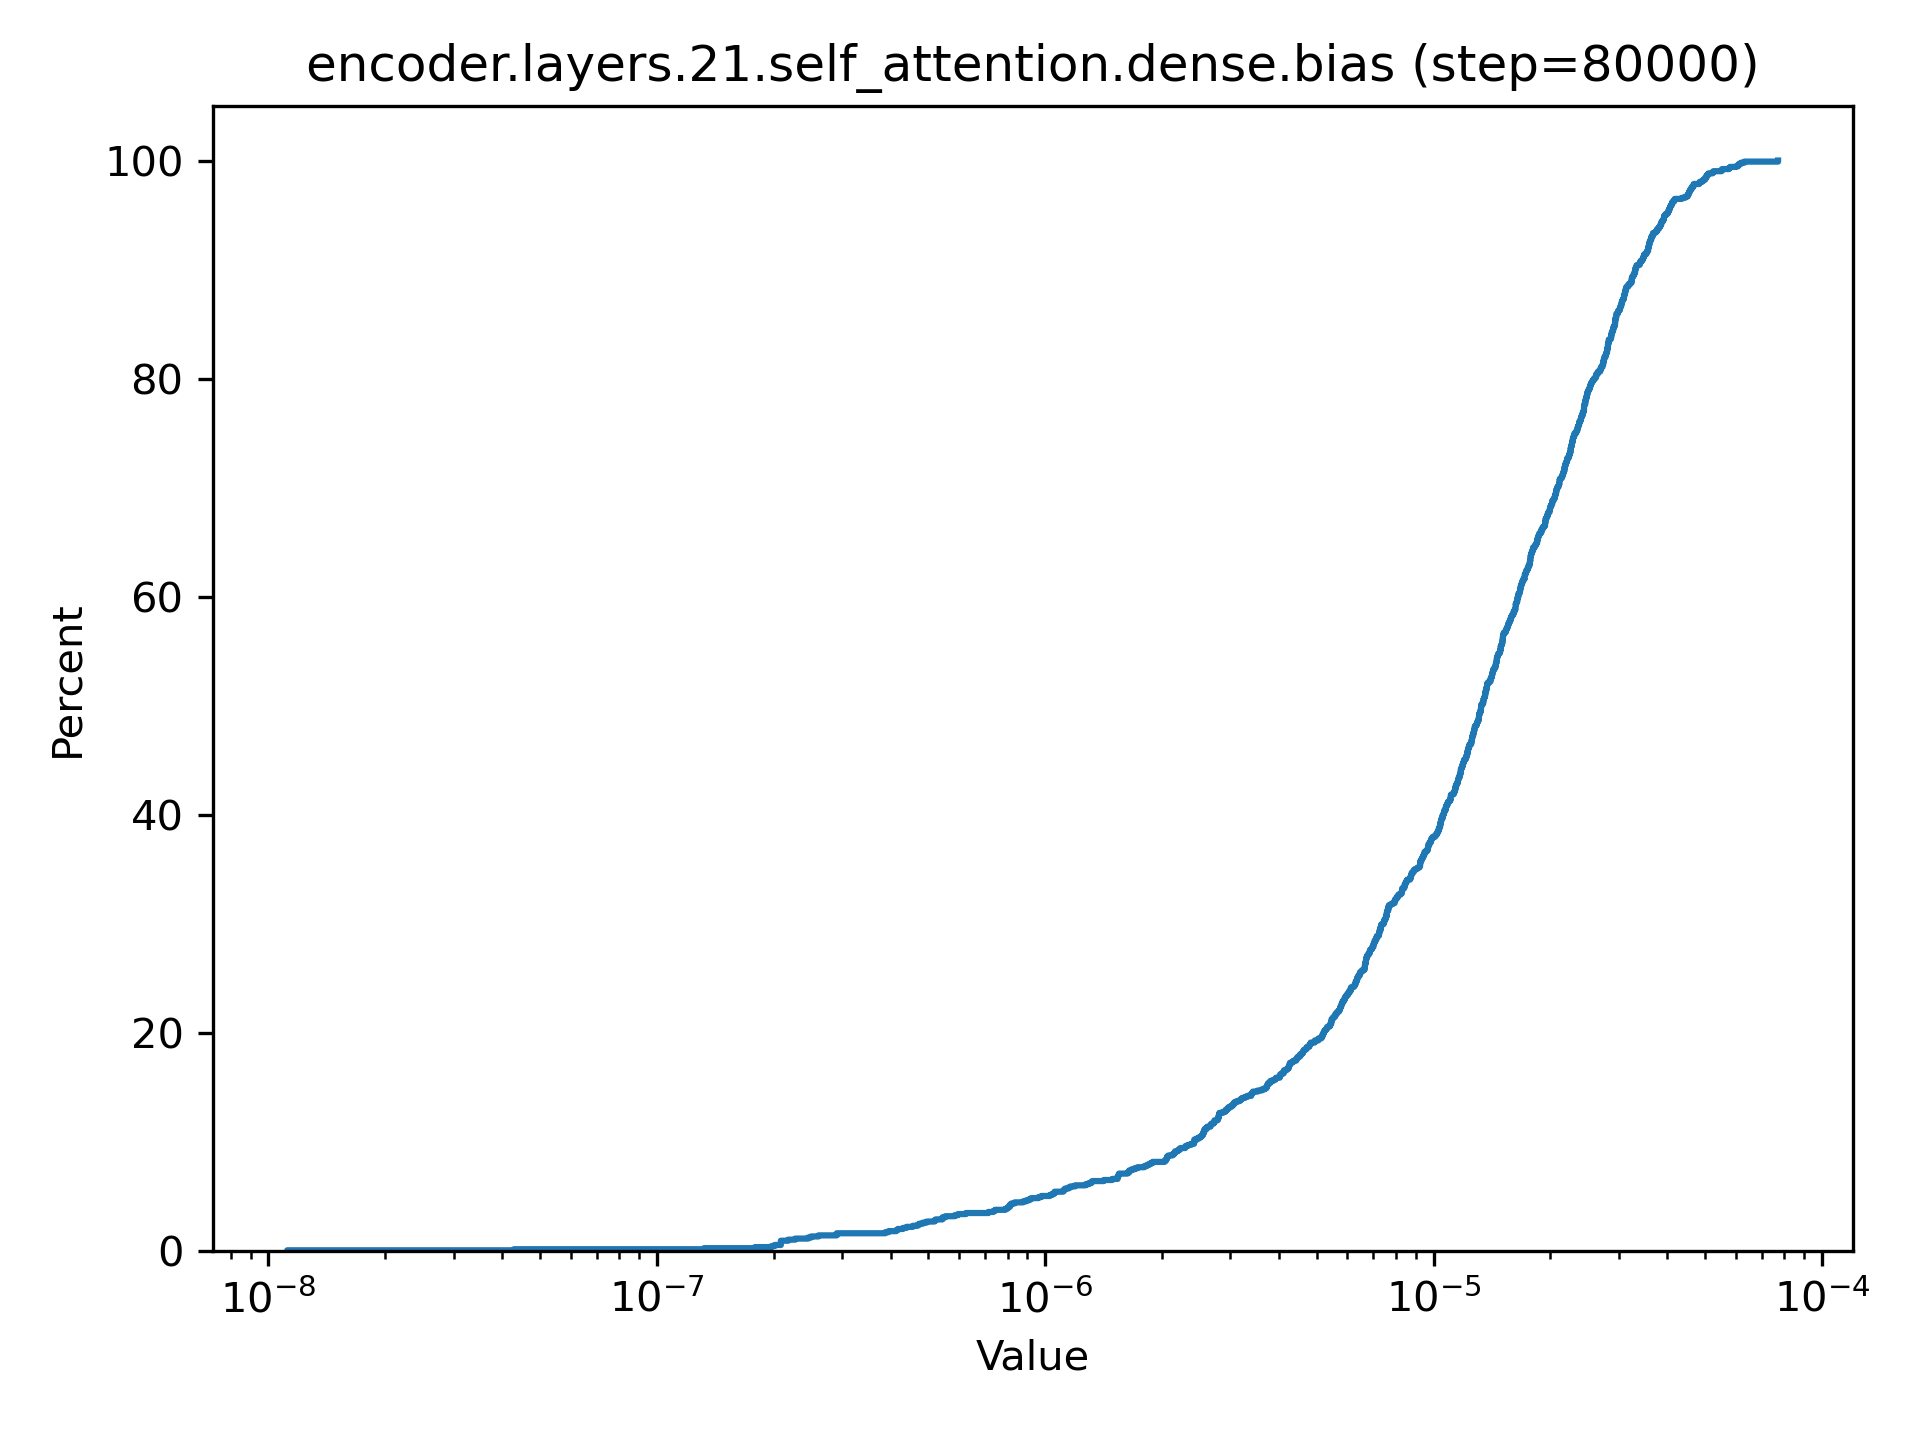 encoder.layers.21.self_attention.dense.bias (step=80000)
100
80
60
40
20
0
Percent
10⁻⁸ 10⁻⁷ 10⁻⁶ 10⁻⁵ 10⁻⁴
Value